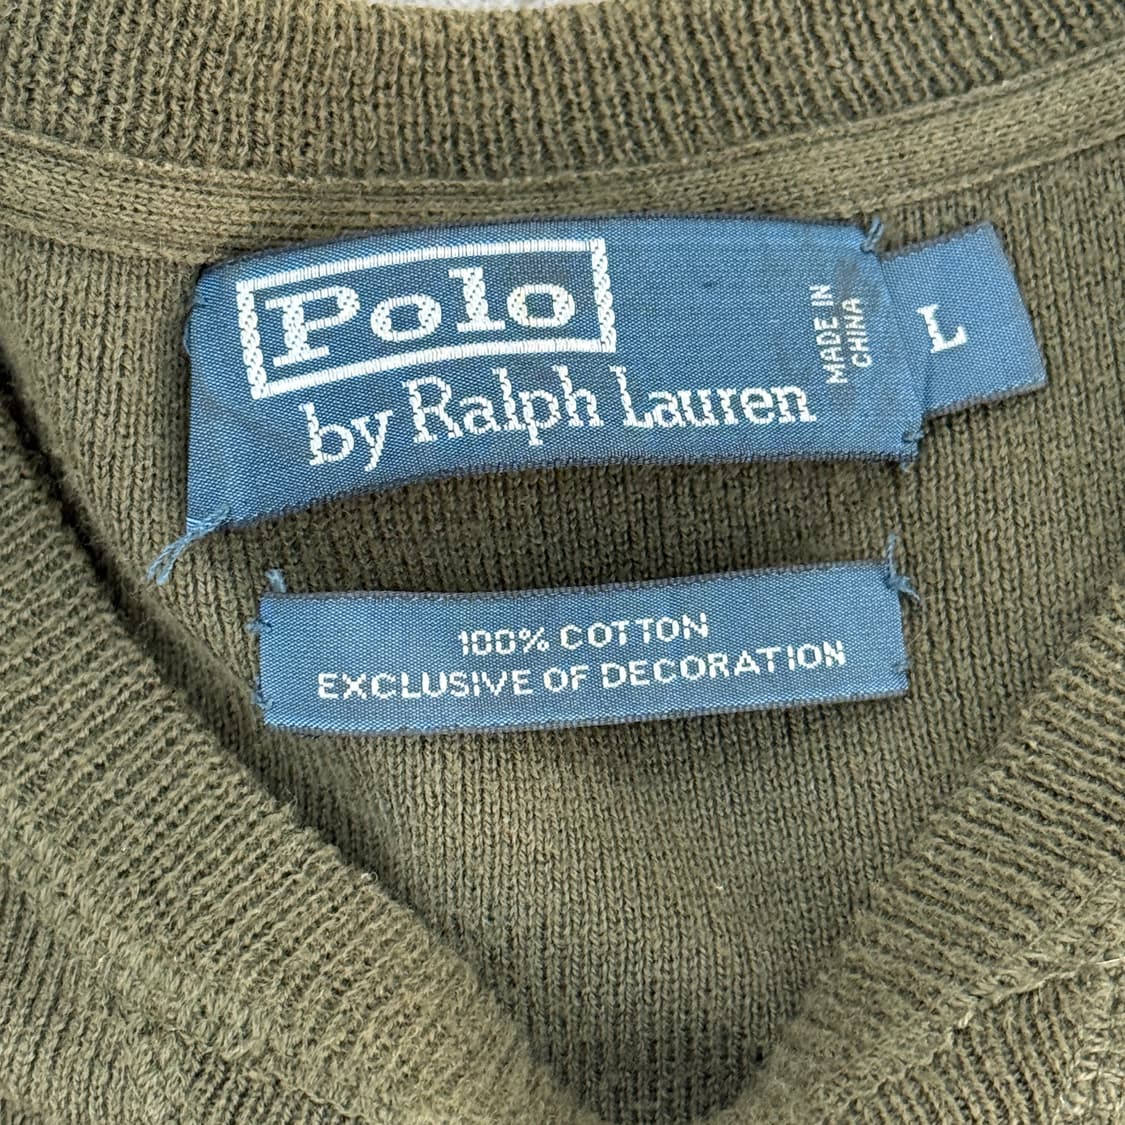 Polo
by Ralph Lauren
MADE IN
CHINA
L
100% COTTON
EXCLUSIVE OF DECORATION